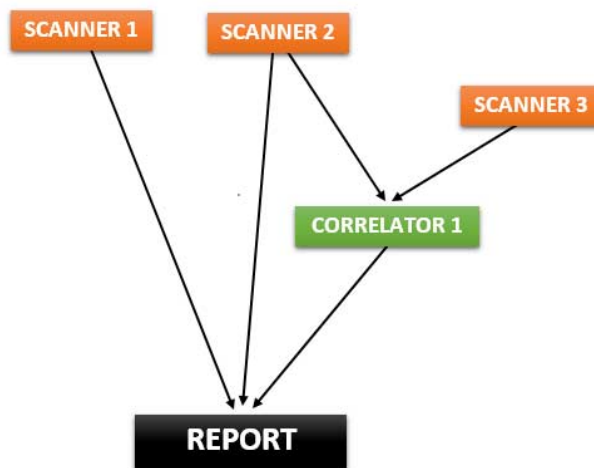 SCANNER 1
SCANNER 2
SCANNER 3
CORRELATOR 1
REPORT